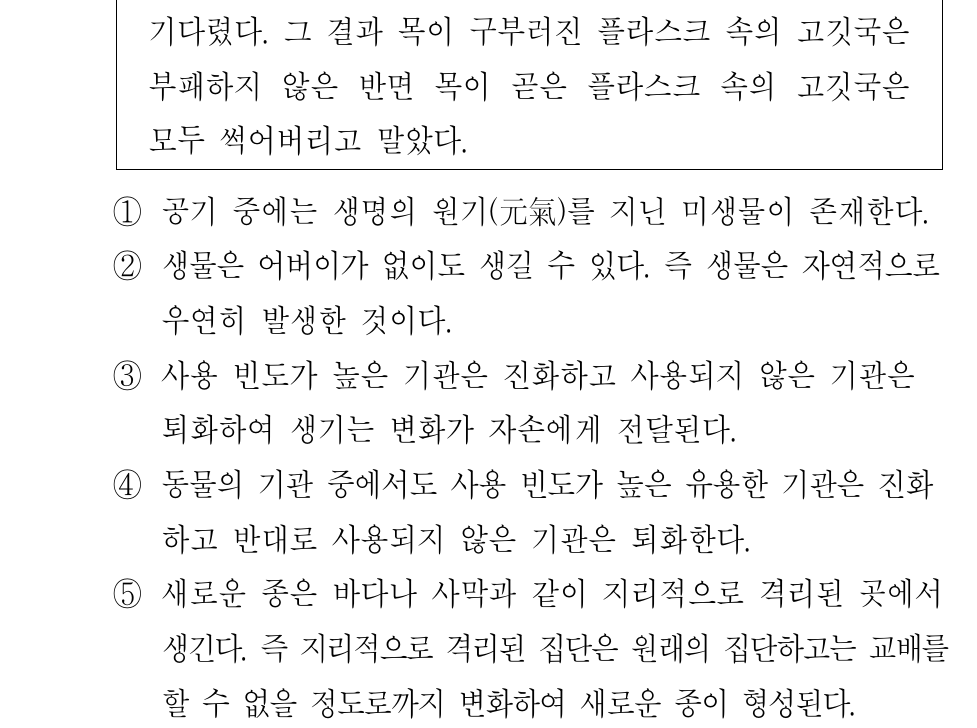 기다렸다. 그 결과 목이 구부러진 플라스크 속의 고깃국은
부패하지 않은 반면 목이 곧은 플라스크 속의 고깃국은
모두 썩어버리고 말았다.
① 공기 중에는 생명의 원기(元氣)를 지닌 미생물이 존재한다.
② 생물은 어버이가 없이도 생길 수 있다. 즉 생물은 자연적으로
우연히 발생한 것이다.
③ 사용 빈도가 높은 기관은 진화하고 사용되지 않은 기관은
퇴화하여 생기는 변화가 자손에게 전달된다.
④ 동물의 기관 중에서도 사용 빈도가 높은 유용한 기관은 진화
하고 반대로 사용되지 않은 기관은 퇴화한다.
⑤ 새로운 종은 바다나 사막과 같이 지리적으로 격리된 곳에서
생긴다. 즉 지리적으로 격리된 집단은 원래의 집단하고는 교배를
할 수 없을 정도로까지 변화하여 새로운 종이 형성된다.